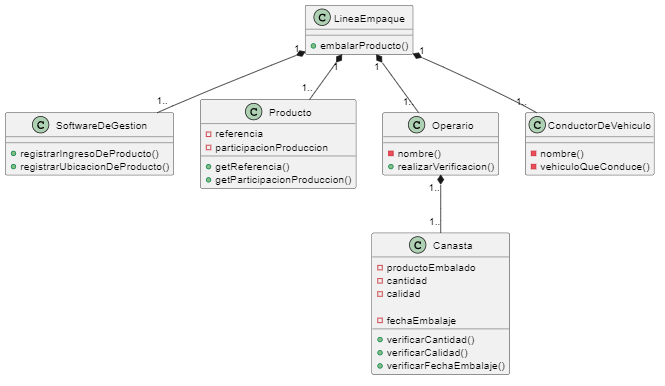 C LineaEmpaque
embalarProducto()
1 1 1 1
1.. 1.. 1.. 1..
C SoftwareDeGestion
registrarIngresoDeProducto()
registrarUbicacionDeProducto()
C Producto
referencia
participacionProduccion
getReferencia()
getParticipacionProduccion()
C Operario
nombre()
realizarVerificacion()
C ConductorDeVehiculo
nombre()
vehiculoQueConduce()
1..
1..
C Canasta
productoEmbalado
cantidad
calidad
fechaEmbalaje
verificarCantidad()
verificarCalidad()
verificarFechaEmbalaje()